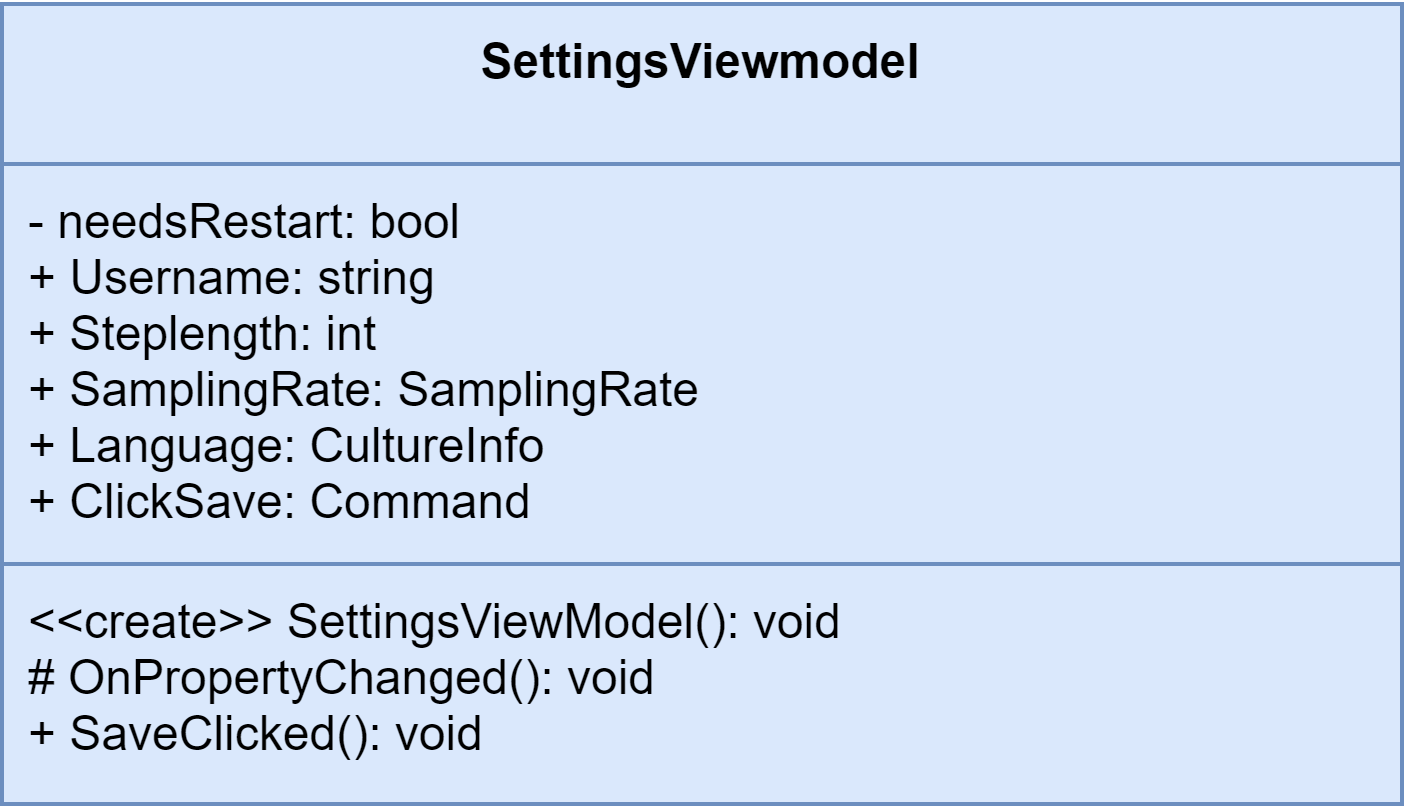 SettingsViewmodel
- needsRestart: bool
+ Username: string
+ Steplength: int
+ SamplingRate: SamplingRate
+ Language: CultureInfo
+ ClickSave: Command
<<create>> SettingsViewModel(): void
# OnPropertyChanged(): void
+ SaveClicked(): void